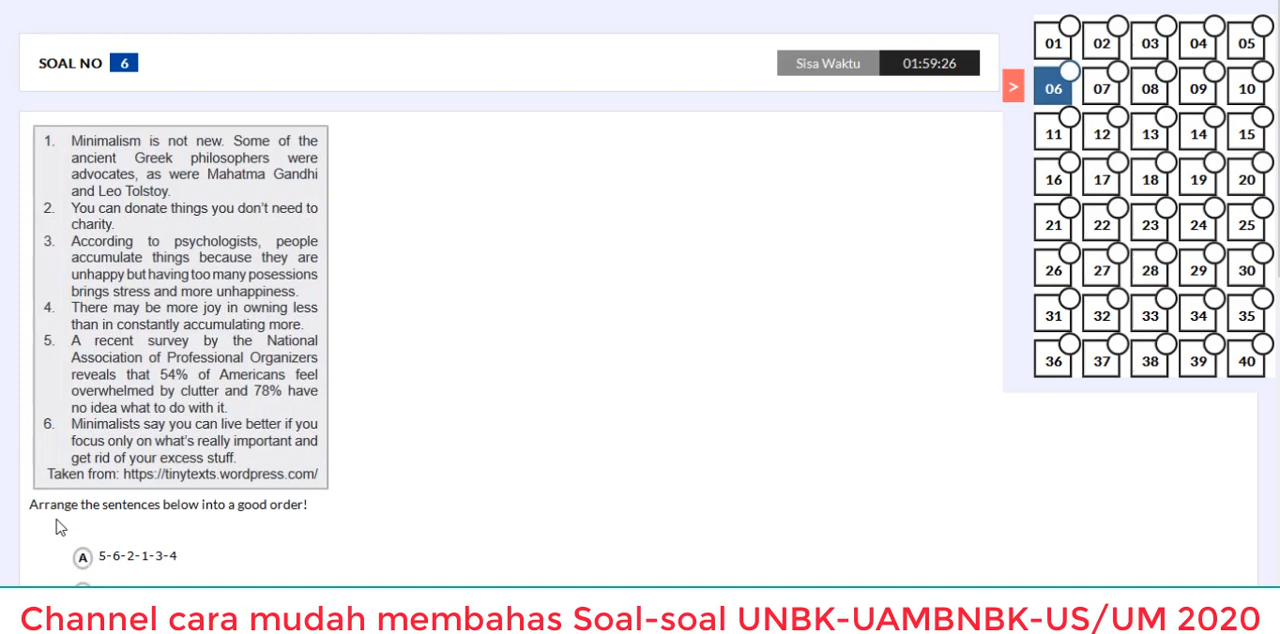 SOAL NO 6
Sisa Waktu 01:59:26
>
01 02 03 04 05
06 07 08 09 10
11 12 13 14 15
16 17 18 19 20
21 22 23 24 25
26 27 28 29 30
31 32 33 34 35
36 37 38 39 40
1. Minimalism is not new. Some of the
ancient Greek philosophers were
advocates, as were Mahatma Gandhi
and Leo Tolstoy.
2. You can donate things you don't need to
charity.
3. According to psychologists, people
accumulate things because they are
unhappy but having too many posessions
brings stress and more unhappiness.
4. There may be more joy in owning less
than in constantly accumulating more.
5. A recent survey by the National
Association of Professional Organizers
reveals that 54% of Americans feel
overwhelmed by clutter and 78% have
no idea what to do with it.
6. Minimalists say you can live better if you
focus only on what's really important and
get rid of your excess stuff.
Taken from: https://tinytexts.wordpress.com/
Arrange the sentences below into a good order!
A 5-6-2-1-3-4
Channel cara mudah membahas Soal-soal UNBK-UAMBNBK-US/UM 2020